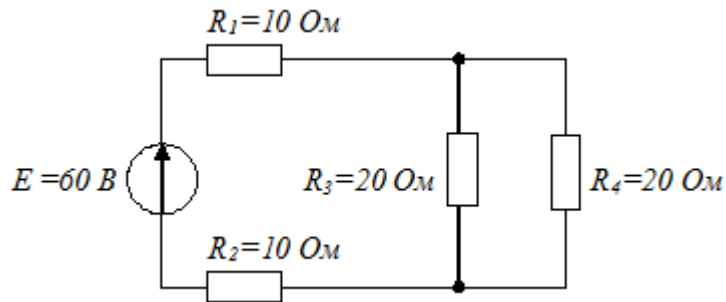 R1=10 Ом
E =60 В
R3=20 Ом
R4=20 Ом
R2=10 Ом